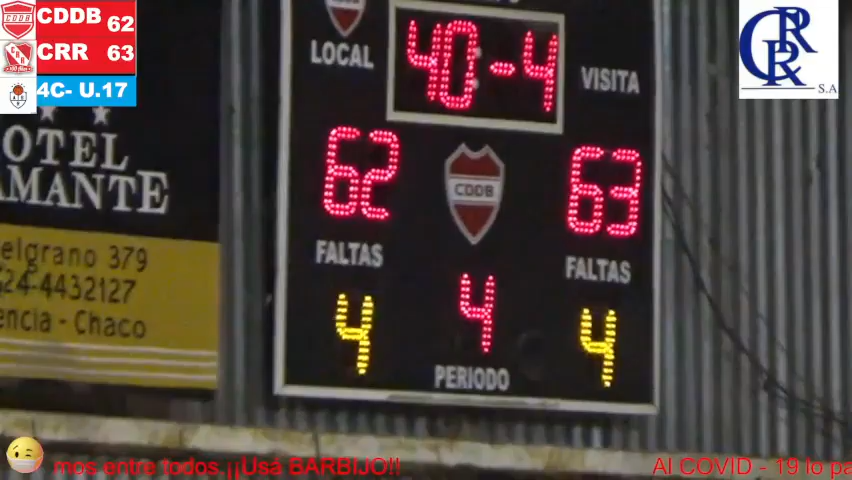 CDDB 62
CRR 63
4C- U.17
CRR
S.A
LOCAL
40-4
VISITA
62
CDDB
63
FALTAS
FALTAS
4
4
4
PERIODO
OTEL
AMANTE
elgrano 379
24-4432127
encia - Chaco
mos entre todos.¡¡Usá BARBIJO!!
Al COVID - 19 lo pa